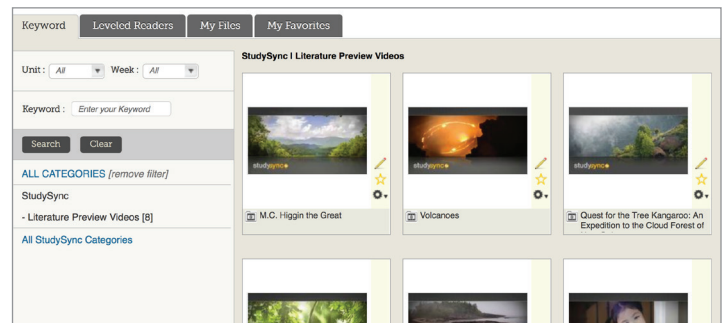 Keyword
Leveled Readers
My Files
My Favorites
Unit : All
Week : All
Keyword : Enter your Keyword
Search
Clear
ALL CATEGORIES [remove filter]
StudySync
- Literature Preview Videos [8]
All StudySync Categories
StudySync | Literature Preview Videos
studysync
studysync
studysync
M.C. Higgin the Great
Volcanoes
Quest for the Tree Kangaroo: An
Expedition to the Cloud Forest of